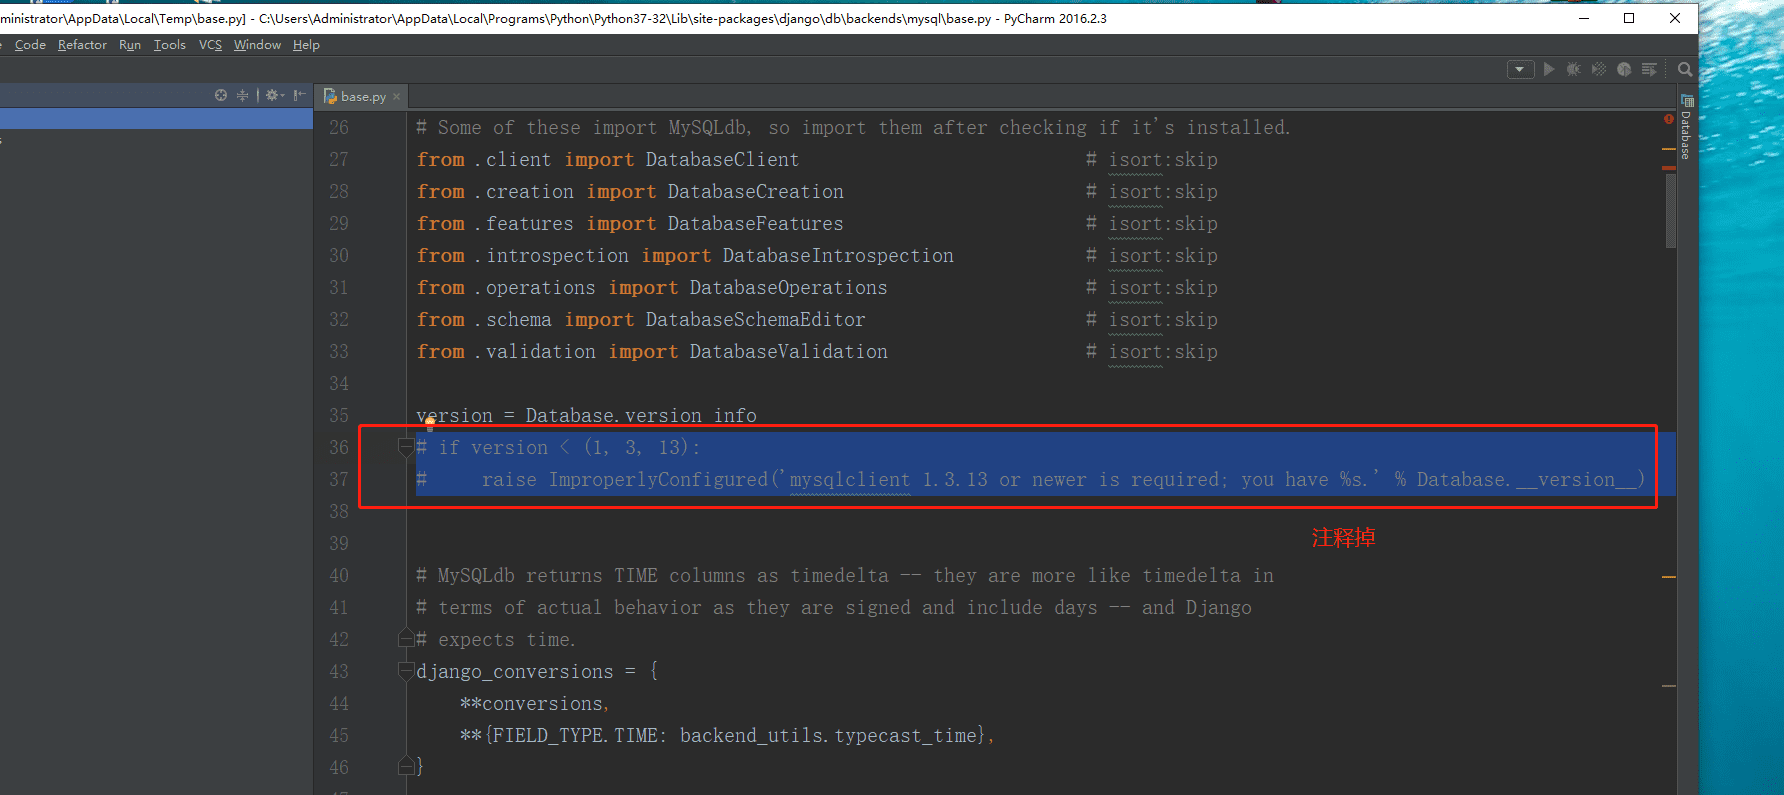 ministrator\AppData\Local\Temp\base.py] - C:\Users\Administrator\AppData\Local\Programs\Python\Python37-32\Lib\site-packages\django\db\backends\mysql\base.py - PyCharm 2016.2.3
Code Refactor Run Tools VCS Window Help
base.py
Database
26 # Some of these import MySQLdb, so import them after checking if it's installed.
27 from .client import DatabaseClient # isort:skip
28 from .creation import DatabaseCreation # isort:skip
29 from .features import DatabaseFeatures # isort:skip
30 from .introspection import DatabaseIntrospection # isort:skip
31 from .operations import DatabaseOperations # isort:skip
32 from .schema import DatabaseSchemaEditor # isort:skip
33 from .validation import DatabaseValidation # isort:skip
34
35 version = Database.version_info
36 # if version < (1, 3, 13):
37 #     raise ImproperlyConfigured('mysqlclient 1.3.13 or newer is required; you have %s.' % Database.__version__)
38
注释掉
39
40 # MySQLdb returns TIME columns as timedelta -- they are more like timedelta in
41 # terms of actual behavior as they are signed and include days -- and Django
42 # expects time.
43 django_conversions = {
44     **conversions,
45     **{FIELD_TYPE.TIME: backend_utils.typecast_time},
46 }